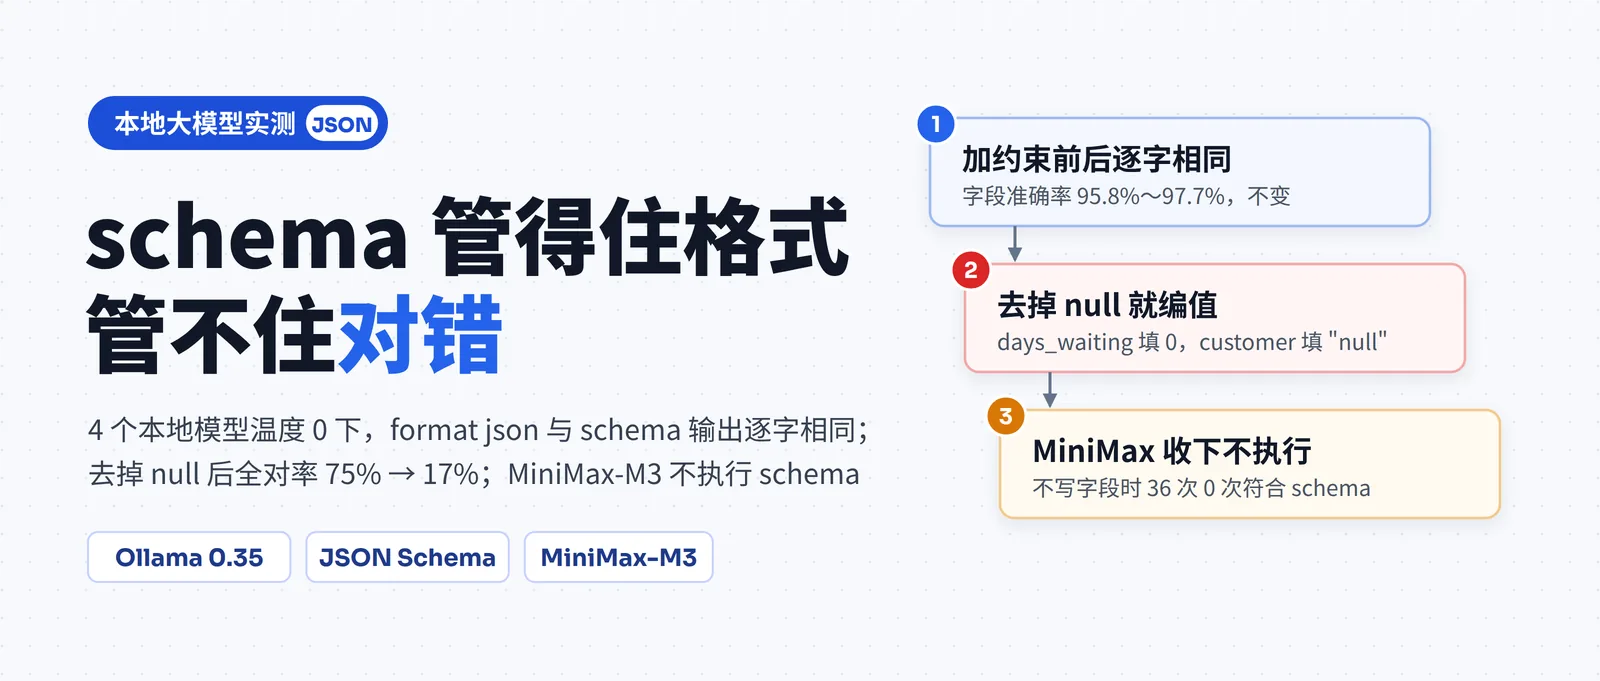 本地大模型实测 JSON
schema 管得住格式
管不住对错
4 个本地模型温度 0 下，format json 与 schema 输出逐字相同；
去掉 null 后全对率 75% → 17%；MiniMax-M3 不执行 schema
Ollama 0.35
JSON Schema
MiniMax-M3
1
加约束前后逐字相同
字段准确率 95.8%～97.7%，不变
2
去掉 null 就编值
days_waiting 填 0，customer 填 "null"
3
MiniMax 收下不执行
不写字段时 36 次 0 次符合 schema